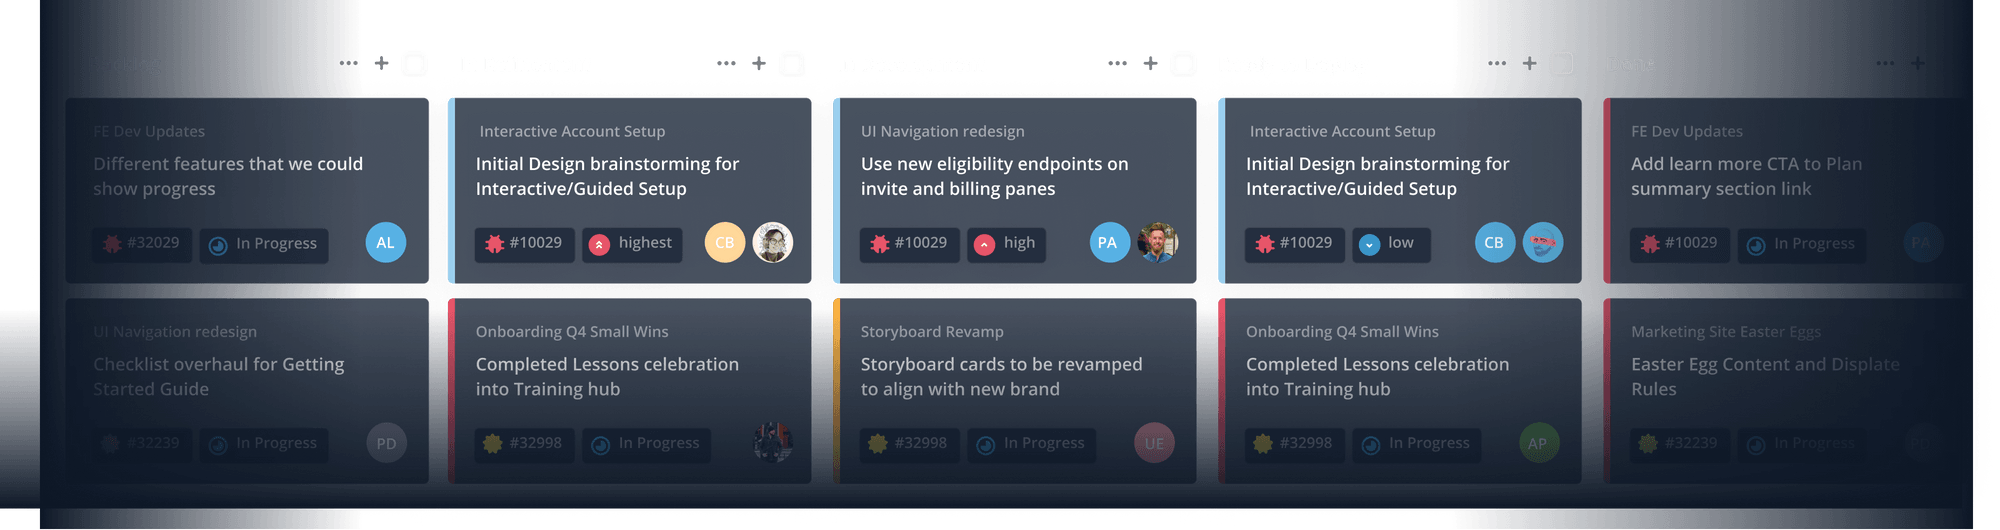 FE Dev Updates
Different features that we could
show progress
#32029 In Progress AL
Interactive Account Setup
Initial Design brainstorming for
Interactive/Guided Setup
#10029 highest CB
UI Navigation redesign
Use new eligibility endpoints on
invite and billing panes
#10029 high PA
Interactive Account Setup
Initial Design brainstorming for
Interactive/Guided Setup
#10029 low CB
FE Dev Updates
Add learn more CTA to Plan
summary section link
#10029 In Progress PA
UI Navigation redesign
Checklist overhaul for Getting
Started Guide
#32239 In Progress PD
Onboarding Q4 Small Wins
Completed Lessons celebration
into Training hub
#32998 In Progress
Storyboard Revamp
Storyboard cards to be revamped
to align with new brand
#32998 In Progress UE
Onboarding Q4 Small Wins
Completed Lessons celebration
into Training hub
#32998 In Progress AP
Marketing Site Easter Eggs
Easter Egg Content and Displate
Rules
#32239 In Progress PD